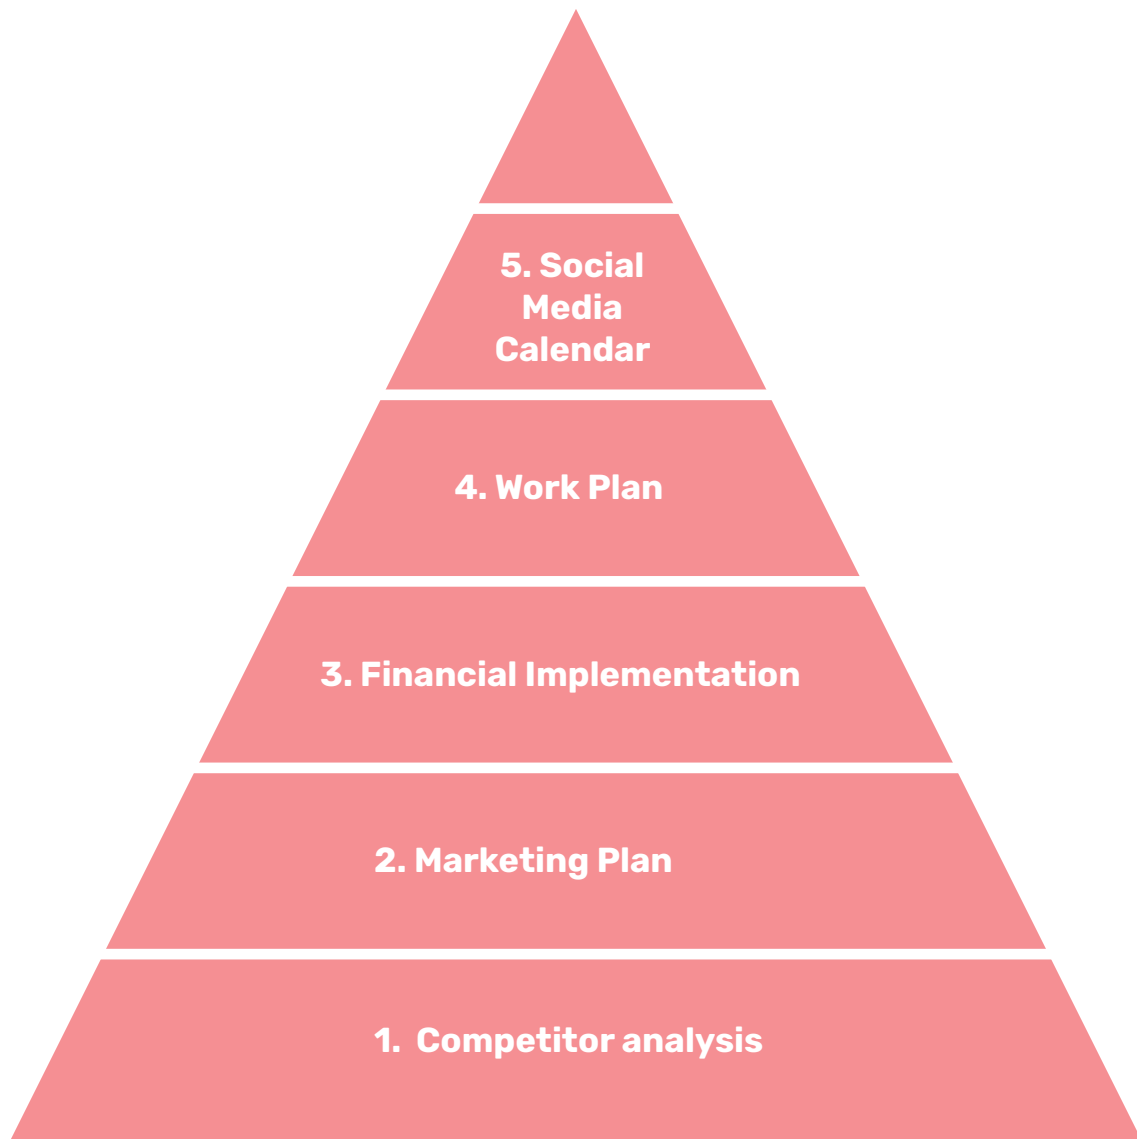 5. Social
Media
Calendar
4. Work Plan
3. Financial Implementation
2. Marketing Plan
1. Competitor analysis